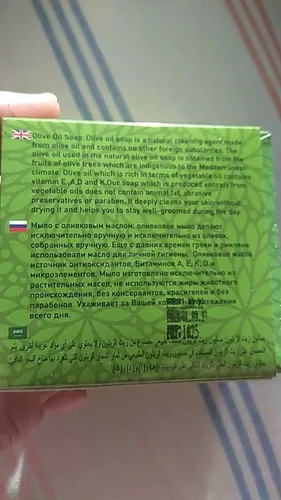 Olive Oil Soap: Olive oil soap is a natural cleaning agent made
from olive oil and contains no other foreign substances. The
olive oil used in the natural olive oil soap is obtained from the
fruits of olive trees which are indigenous to the Mediterranean
climate. Olive oil which is rich in terms of vegetable oil contains
vitamin E,A,D and K.Our soap which is produced entirely from
vegetable oils does not contain animal fat, abrasive
preservatives or paraben. It deeply cleans your skin without
drying it and helps you to stay well-groomed during the day
Мыло с оливковым маслом: оливковое мыло делают
исключительно вручную и исключительно из оливок,
собранных вручную. Еще с давних времен греки и римляне
использовали масло для личной гигиены. Оливковое масло
источник антиоксидантов, Витаминов А, Е, К, D и
микроэлементов. Мыло изготовлено исключительно из
растительных масел, не используются жиры животного
происхождения, без консервантов, красителей и без
парабенов. Ухаживает за Вашей кожей на протяжении
всего дня.